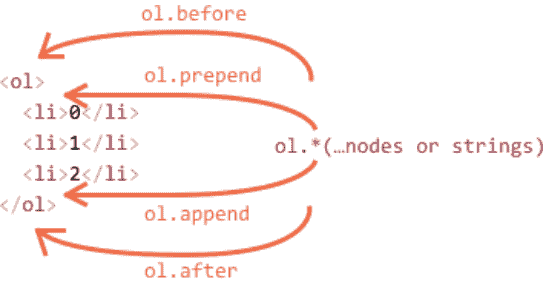 ol.before
<ol>
ol.prepend
<li>0</li>
<li>1</li>
ol.*(…nodes or strings)
<li>2</li>
</ol>
ol.append
ol.after